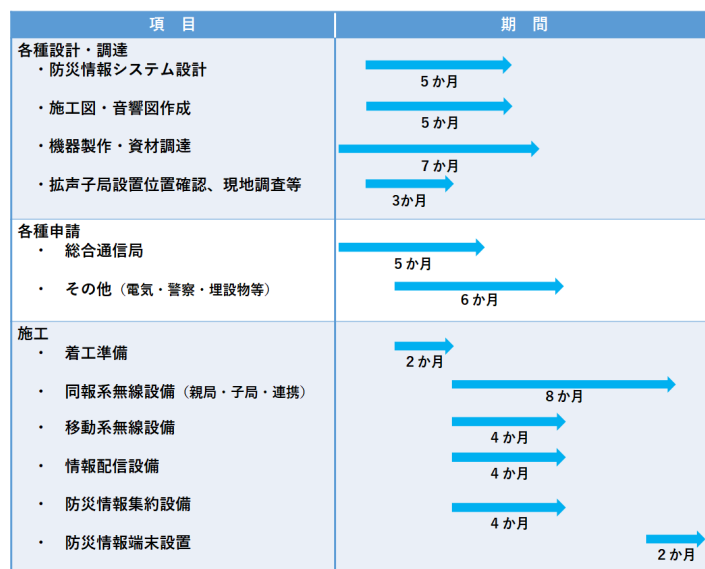 項　目　期　間
各種設計・調達
・防災情報システム設計
5か月
・施工図・音響図作成
5か月
・機器製作・資材調達
7か月
・拡声子局設置位置確認、現地調査等
3か月
各種申請
・　総合通信局
5か月
・　その他（電気・警察・埋設物等）
6か月
施工
・　着工準備
2か月
・　同報系無線設備（親局・子局・連携）
8か月
・　移動系無線設備
4か月
・　情報配信設備
4か月
・　防災情報集約設備
4か月
・　防災情報端末設置
2か月